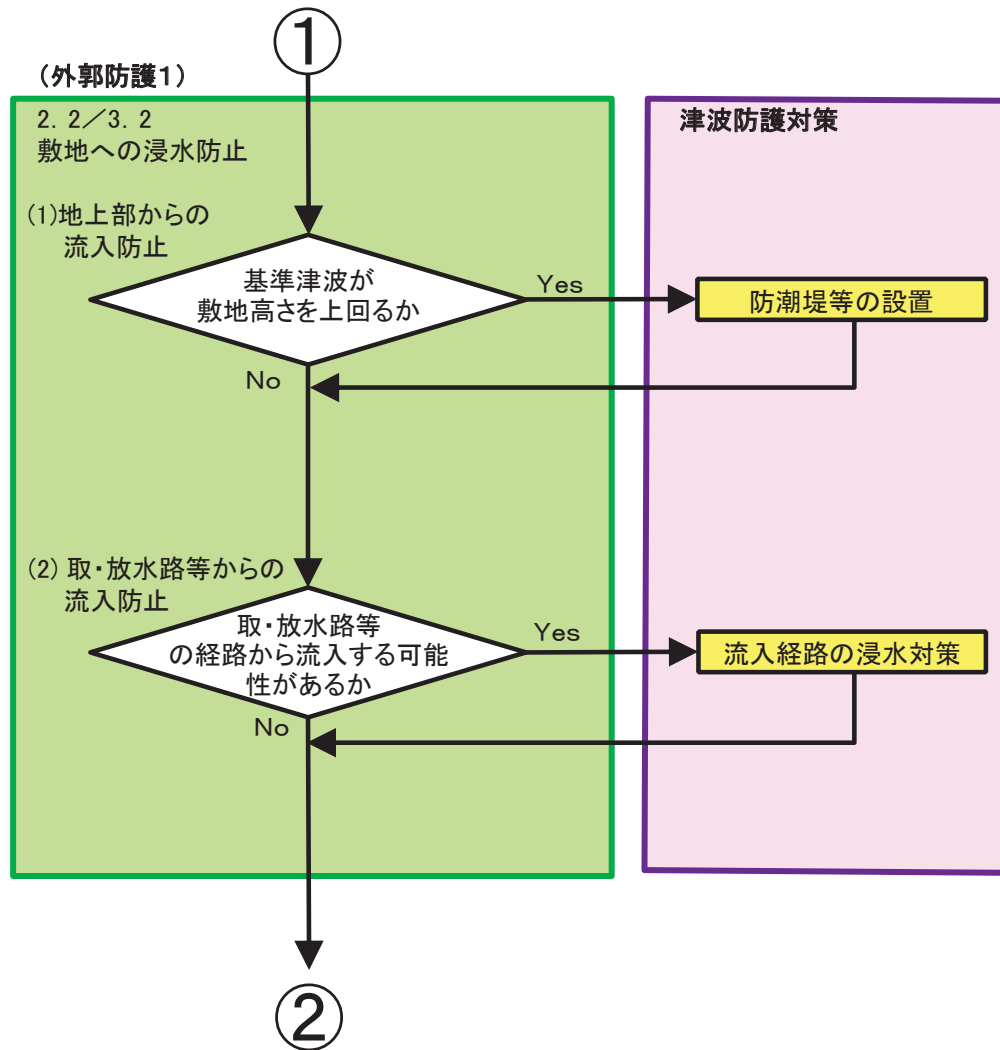 ①
(外郭防護1)
2.2/3.2
敷地への浸水防止
津波防護対策
(1)地上部からの
流入防止
基準津波が
敷地高さを上回るか
Yes
防潮堤等の設置
No
(2)取・放水路等からの
流入防止
取・放水路等
の経路から流入する可能
性があるか
Yes
流入経路の浸水対策
No
②